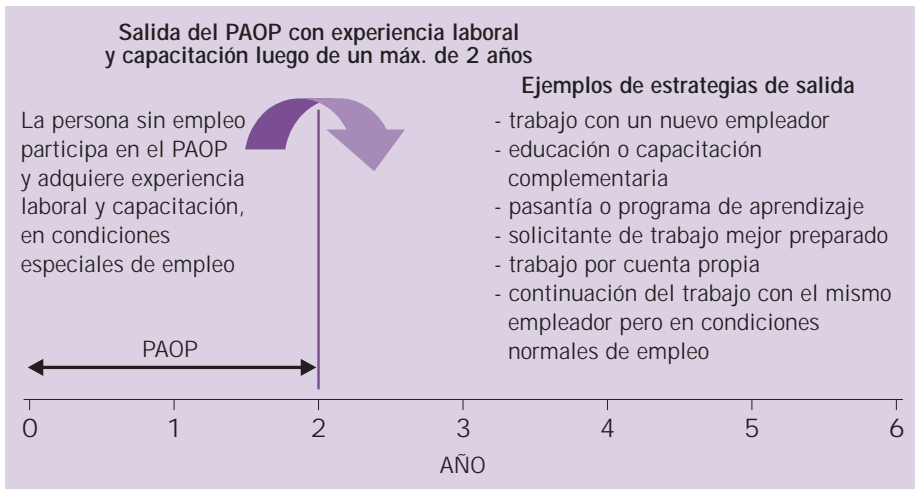 Salida del PAOP con experiencia laboral
y capacitación luego de un máx. de 2 años
La persona sin empleo
participa en el PAOP
y adquiere experiencia
laboral y capacitación,
en condiciones
especiales de empleo
Ejemplos de estrategias de salida
- trabajo con un nuevo empleador
- educación o capacitación
complementaria
- pasantía o programa de aprendizaje
- solicitante de trabajo mejor preparado
- trabajo por cuenta propia
- continuación del trabajo con el mismo
empleador pero en condiciones
normales de empleo
PAOP
0 1 2 3 4 5 6
AÑO